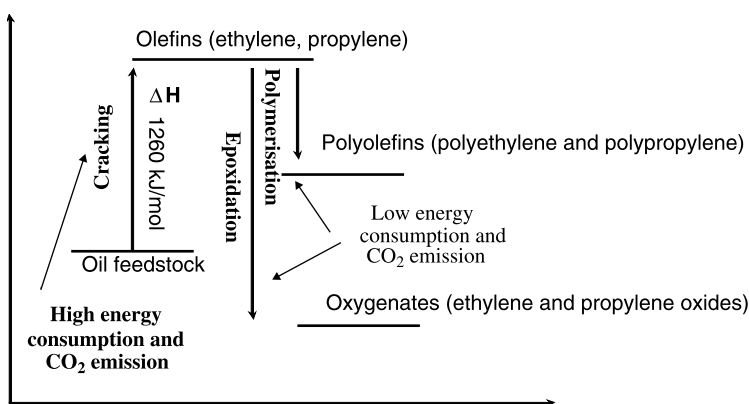 Olefins (ethylene, propylene)
Cracking
ΔH
1260 kJ/mol
Epoxidation
Polymerisation
Polyolefins (polyethylene and polypropylene)
Low energy
consumption and
CO₂ emission
Oil feedstock
High energy
consumption and
CO₂ emission
Oxygenates (ethylene and propylene oxides)